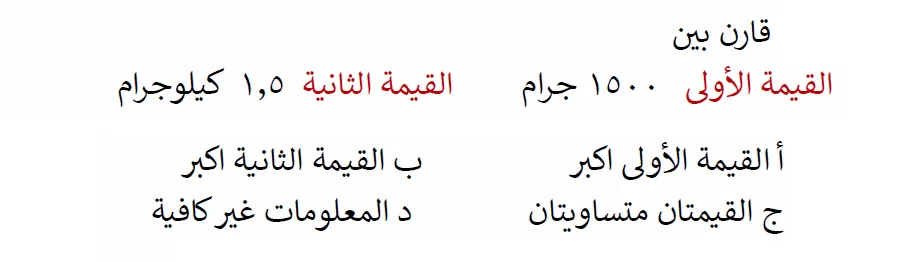 قارن بين
القيمة الأولى ١٥٠٠ جرام القيمة الثانية ١,٥ كيلوجرام
أ القيمة الأولى اكبر ب القيمة الثانية اكبر
ج القيمتان متساويتان د المعلومات غير كافية